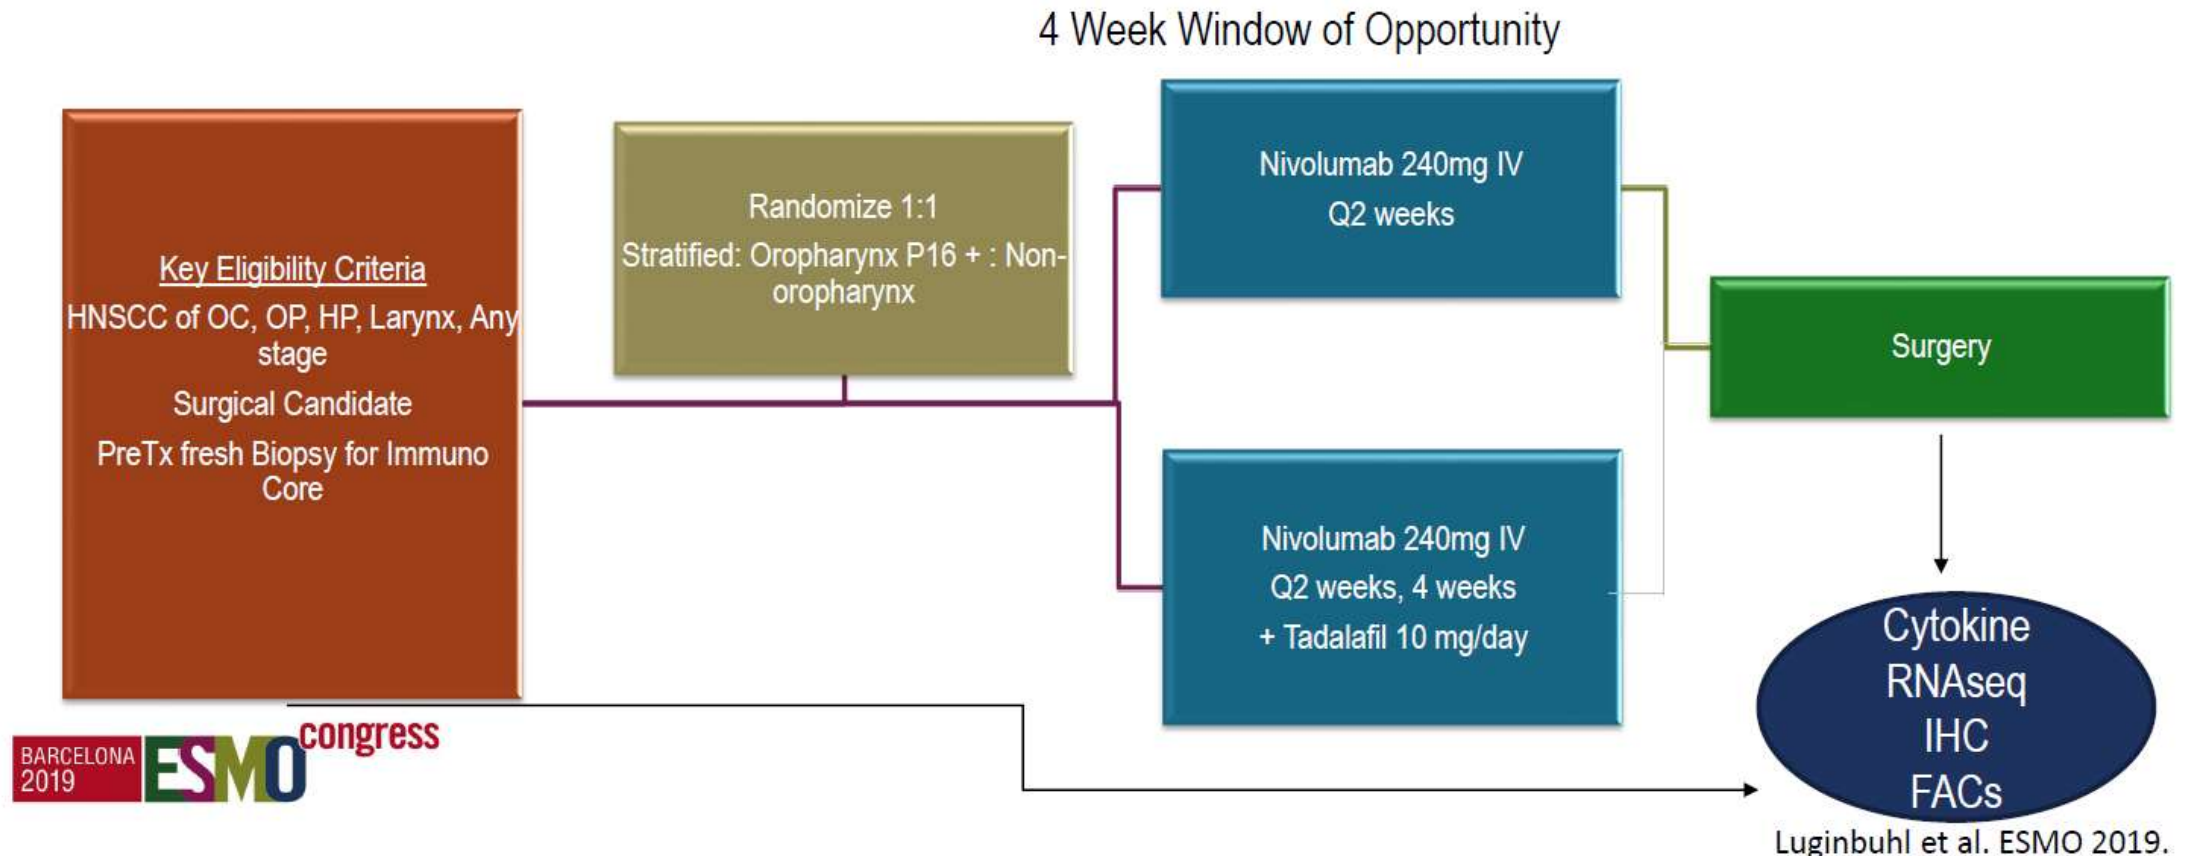 4 Week Window of Opportunity
Key Eligibility Criteria
HNSCC of OC, OP, HP, Larynx, Any
stage
Surgical Candidate
PreTx fresh Biopsy for Immuno
Core
Randomize 1:1
Stratified: Oropharynx P16 + : Non-
oropharynx
Nivolumab 240mg IV
Q2 weeks
Nivolumab 240mg IV
Q2 weeks, 4 weeks
+ Tadalafil 10 mg/day
Surgery
Cytokine
RNAseq
IHC
FACs
BARCELONA
2019
ESMO
congress
Luginbuhl et al. ESMO 2019.